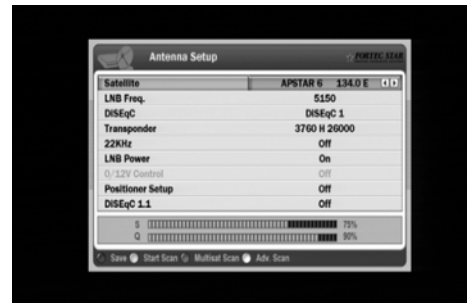 Antenna Setup
FORTEC STAR
Satellite APSTAR 6 134.0 E
LNB Freq. 5150
DISEqC DISEqC 1
Transponder 3760 H 26000
22KHz Off
LNB Power On
0/12V Control Off
Positioner Setup Off
DISEqC 1.1 Off
S 75%
Q 90%
Save Start Scan Multisat Scan Adv. Scan